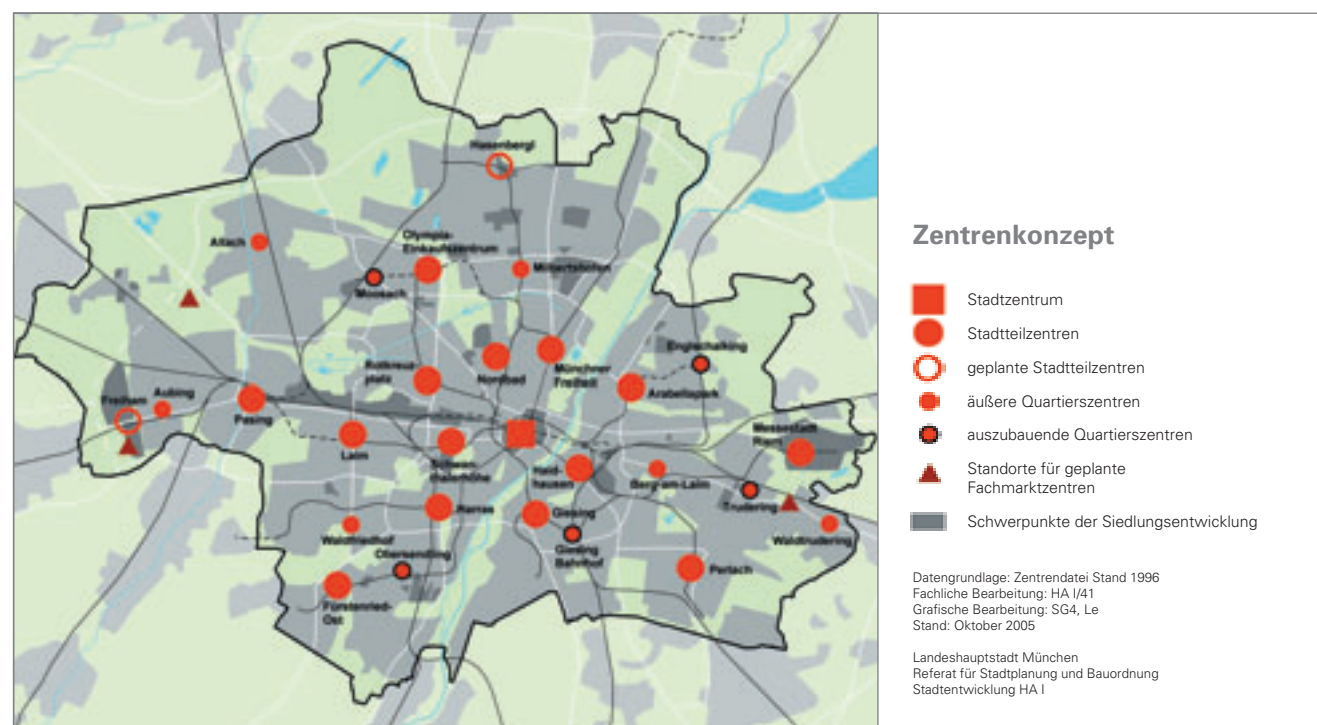 Hasenbergl
Allach
Olympia-
Einkaufszentrum
Moosach
Milbertshofen
Englschalking
Rotkreuz-
platz
Nordbad
Münchner
Freiheit
Arabellapark
Freiham
Aubing
Pasing
Laim
Schwan-
thalerhöhe
Haid-
hausen
Berg-am-Laim
Messestadt
Riem
Trudering
Waldtrudering
Waldfriedhof
Harras
Giesing
Giesing
Bahnhof
Obersendling
Fürstenried-
Ost
Perlach
Zentrenkonzept
Stadtzentrum
Stadtteilzentren
geplante Stadtteilzentren
äußere Quartierszentren
auszubauende Quartierszentren
Standorte für geplante
Fachmarktzentren
Schwerpunkte der Siedlungsentwicklung
Datengrundlage: Zentrendatei Stand 1996
Fachliche Bearbeitung: HA I/41
Grafische Bearbeitung: SG4, Le
Stand: Oktober 2005
Landeshauptstadt München
Referat für Stadtplanung und Bauordnung
Stadtentwicklung HA I